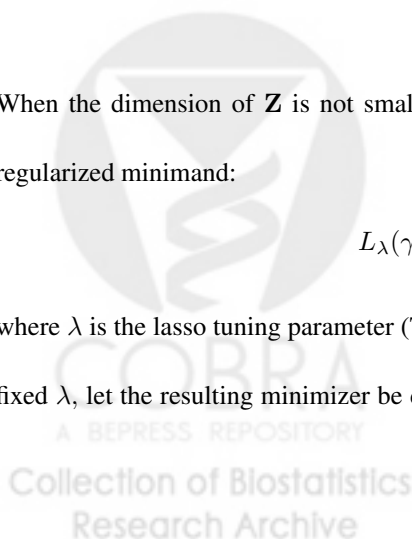 When the dimension of Z is not smal
regularized minimand:
L_λ(γ
where λ is the lasso tuning parameter (T
fixed λ, let the resulting minimizer be
COBRA
A BEPRESS REPOSITORY
Collection of Biostatistics
Research Archive